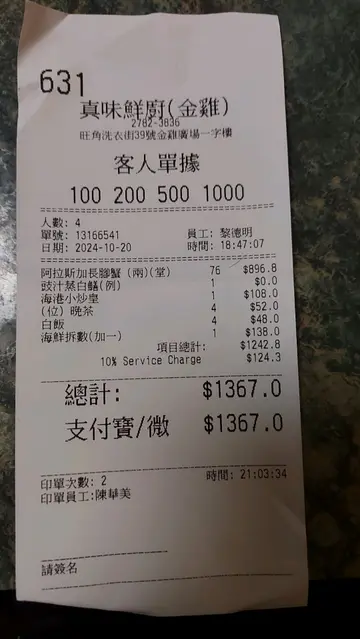 631
真味鮮廚(金雞)
2782-3836
旺角洗衣街39號金雞廣場一字樓
客人單據
100 200 500 1000
人數: 4
單號: 13166541 員工: 黎德明
日期: 2024-10-20 時間: 18:47:07
阿拉斯加長腳蟹 (兩)(堂) 76 $896.8
豉汁蒸白鱔(例) 1 $0.0
海港小炒皇 1 $108.0
(位) 晚茶 4 $52.0
白飯 4 $48.0
海鮮拆數(加一) 1 $138.0
項目總計: $1242.8
10% Service Charge $124.3
總計: $1367.0
支付寶/微 $1367.0
印單次數: 2 時間: 21:03:34
印單員工:陳華美
請簽名